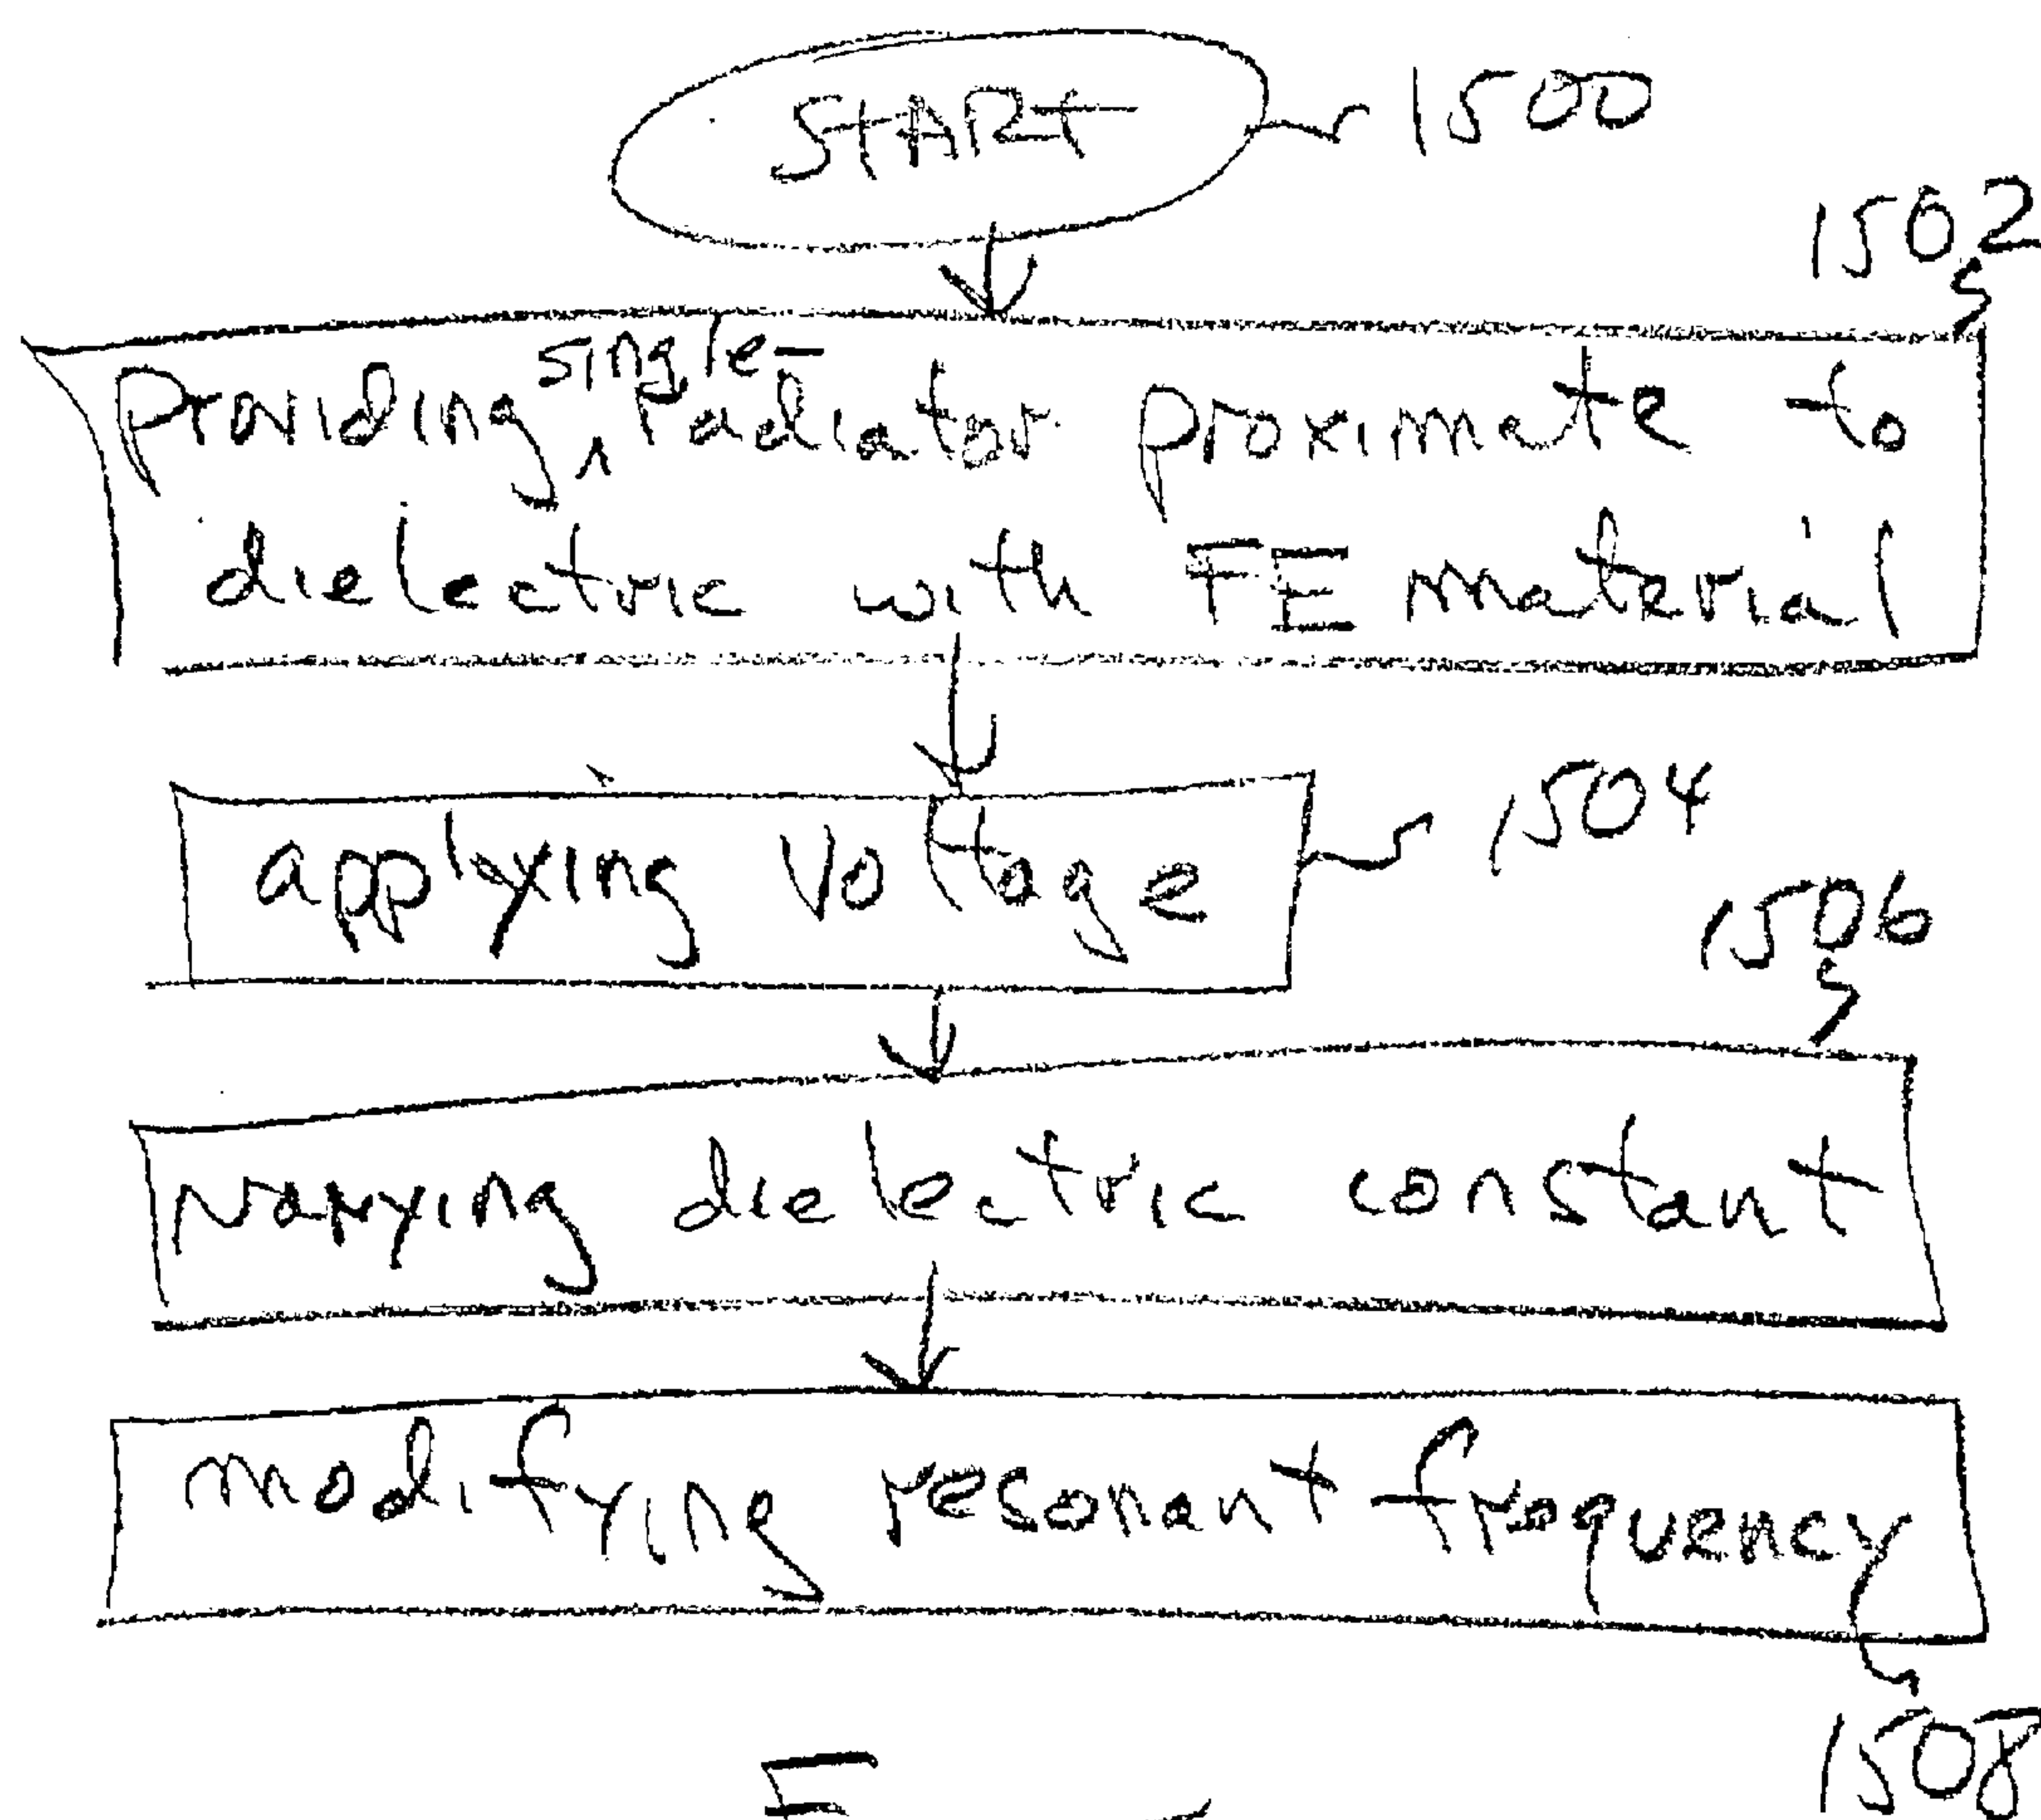 START 1500
1502
Providing single-radiator proximate to
dielectric with FE material
applying voltage 1504
1506
varying dielectric constant
modifying resonant frequency
1508